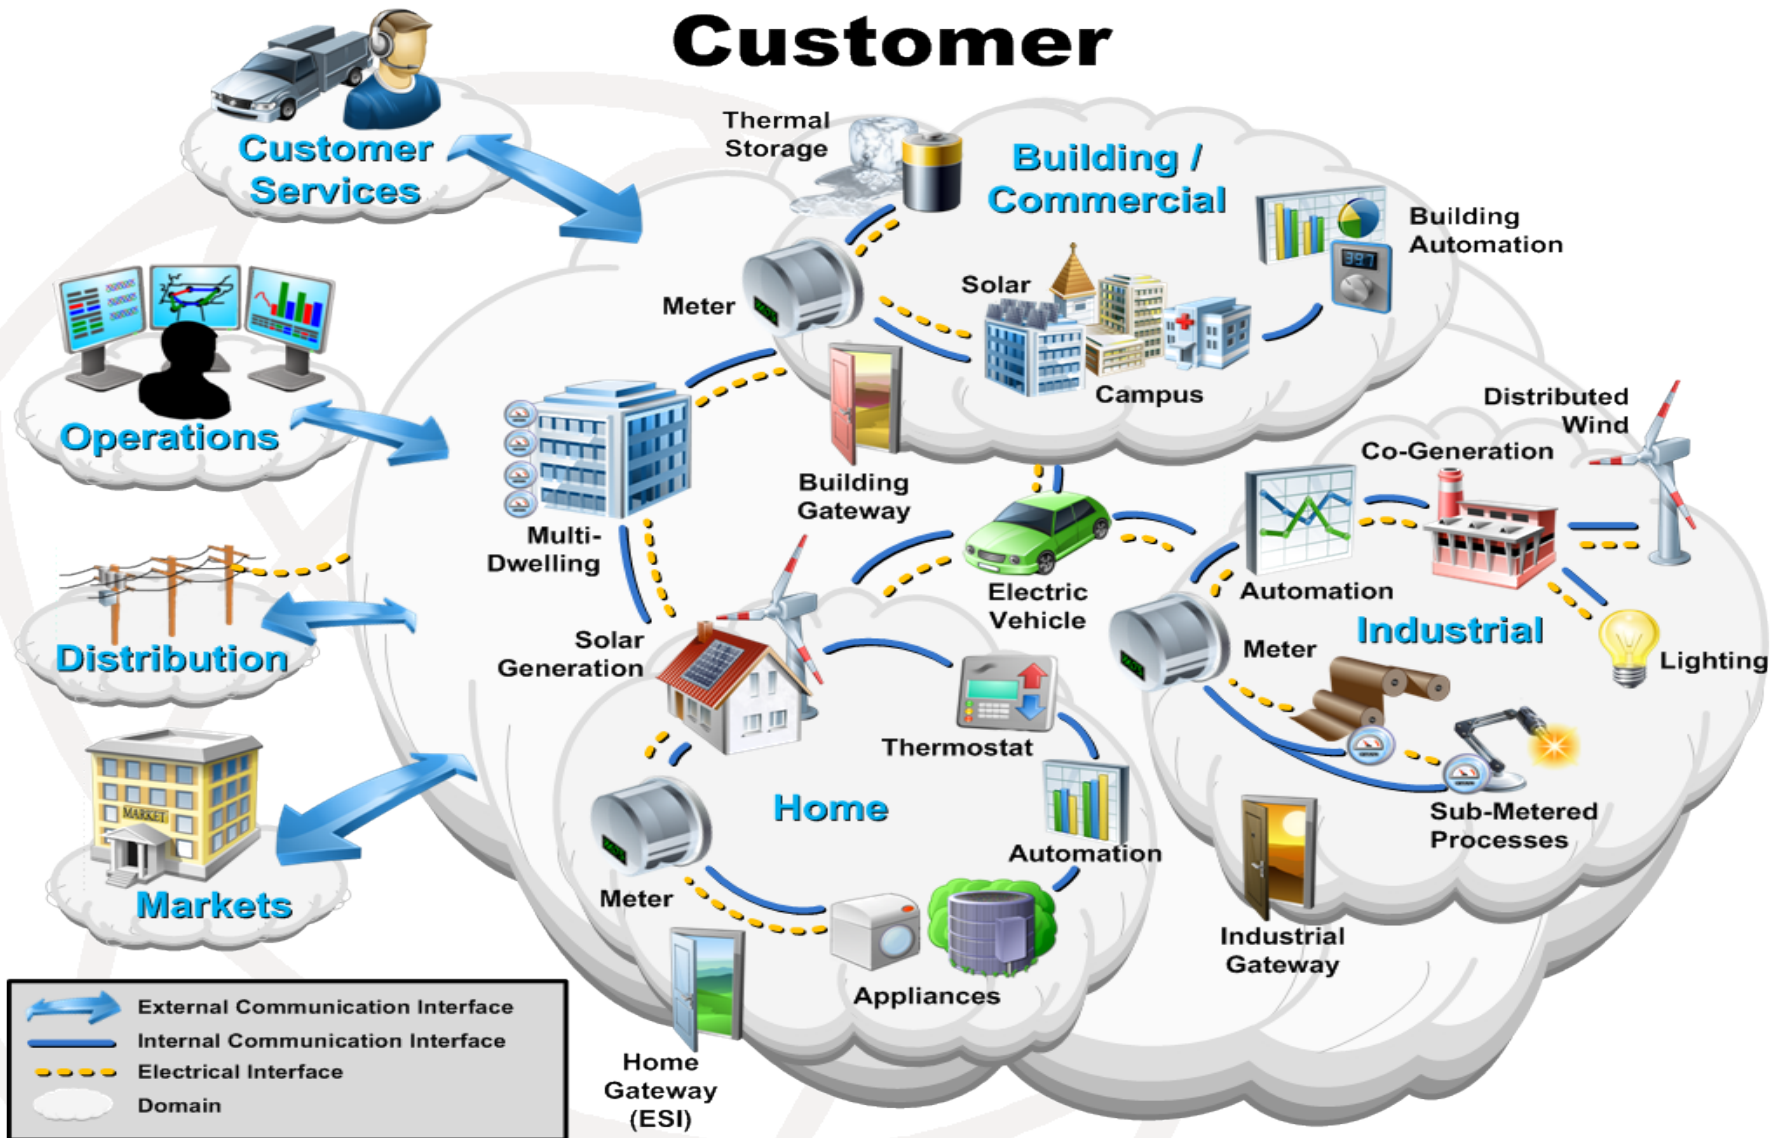 Customer
Customer
Services
Thermal
Storage
Building /
Commercial
Building
Automation
Meter
Solar
Campus
Operations
Multi-
Dwelling
Building
Gateway
Electric
Vehicle
Distributed
Wind
Co-Generation
Automation
Industrial
Meter
Lighting
Sub-Metered
Processes
Industrial
Gateway
Distribution
Solar
Generation
Thermostat
Home
Automation
Meter
Appliances
Home
Gateway
(ESI)
MARKET
Markets
External Communication Interface
Internal Communication Interface
Electrical Interface
Domain